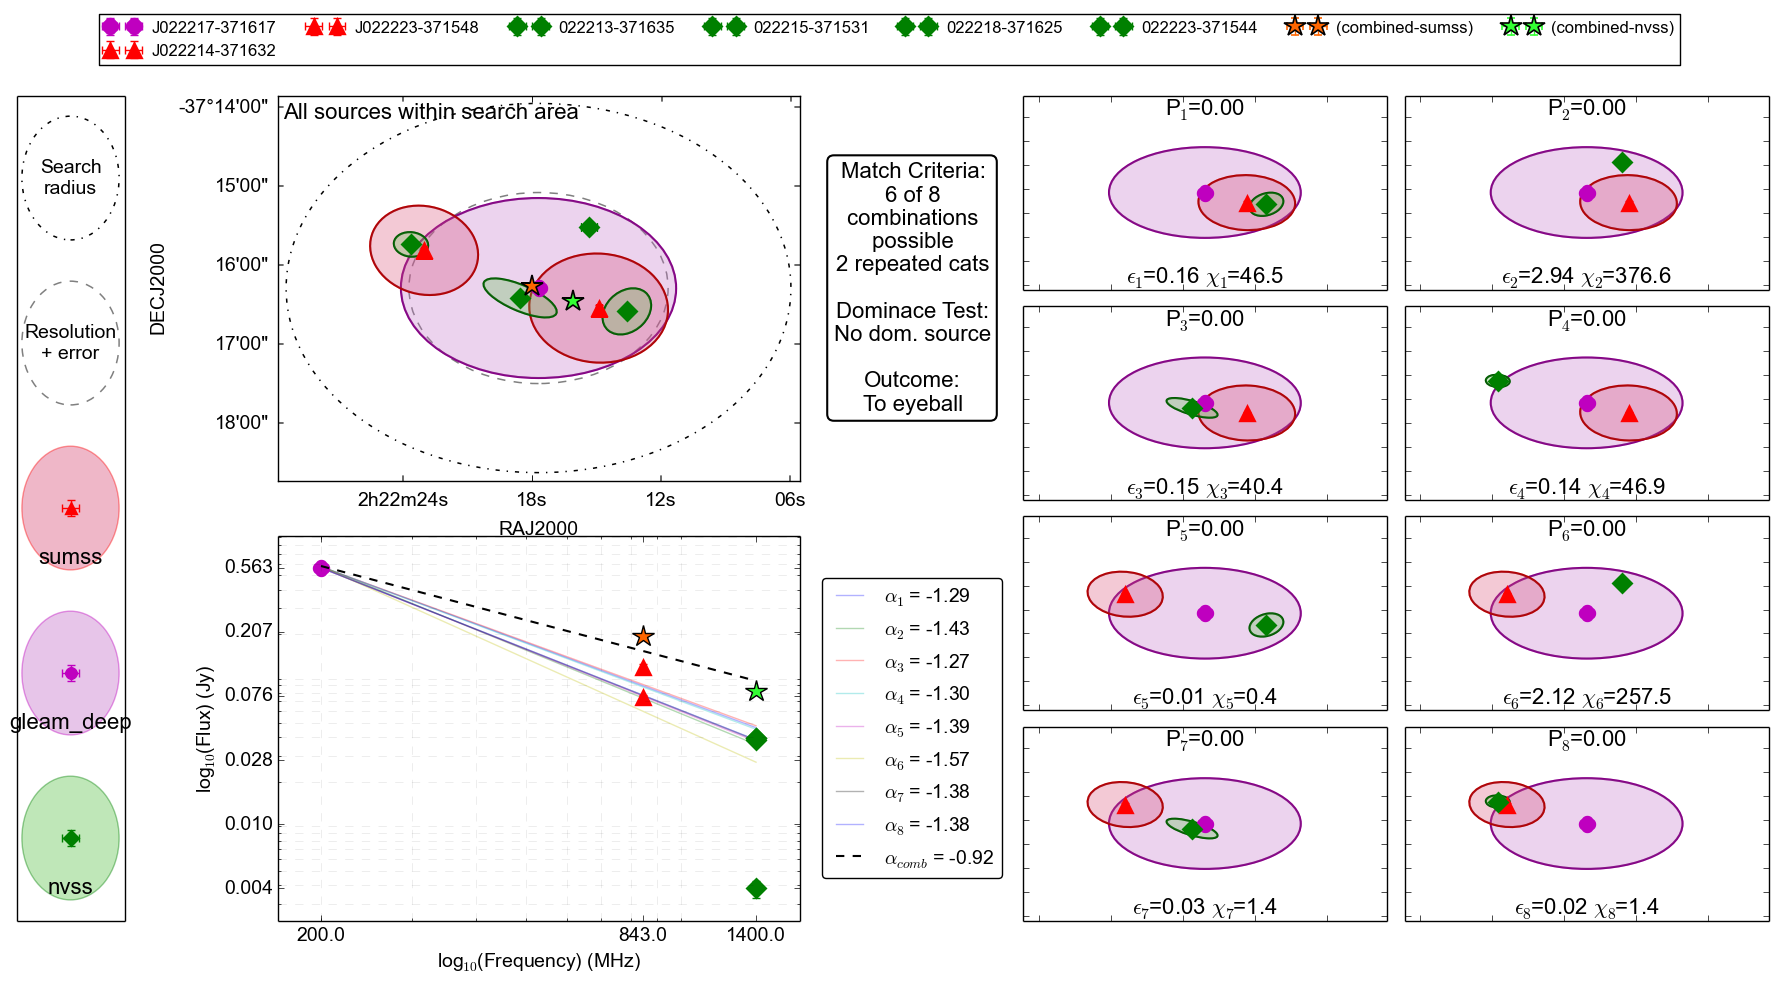 J022217-371617
J022223-371548
022213-371635
022215-371531
022218-371625
022223-371544
(combined-sumss)
(combined-nvss)
J022214-371632
Search
radius
Resolution
+ error
sumss
gleam_deep
nvss
All sources within search area
-37°14'00"
15'00"
16'00"
17'00"
18'00"
DECJ2000
2h22m24s
18s
12s
06s
RAJ2000
Match Criteria:
6 of 8
combinations
possible
2 repeated cats
Dominace Test:
No dom. source
Outcome:
To eyeball
0.563
0.207
0.076
0.028
0.010
0.004
log10(Flux) (Jy)
200.0
843.0
1400.0
log10(Frequency) (MHz)
α1 = -1.29
α2 = -1.43
α3 = -1.27
α4 = -1.30
α5 = -1.39
α6 = -1.57
α7 = -1.38
α8 = -1.38
αcomb = -0.92
P1=0.00
ϵ1=0.16 χ1=46.5
P2=0.00
ϵ2=2.94 χ2=376.6
P3=0.00
ϵ3=0.15 χ3=40.4
P4=0.00
ϵ4=0.14 χ4=46.9
P5=0.00
ϵ5=0.01 χ5=0.4
P6=0.00
ϵ6=2.12 χ6=257.5
P7=0.00
ϵ7=0.03 χ7=1.4
P8=0.00
ϵ8=0.02 χ8=1.4